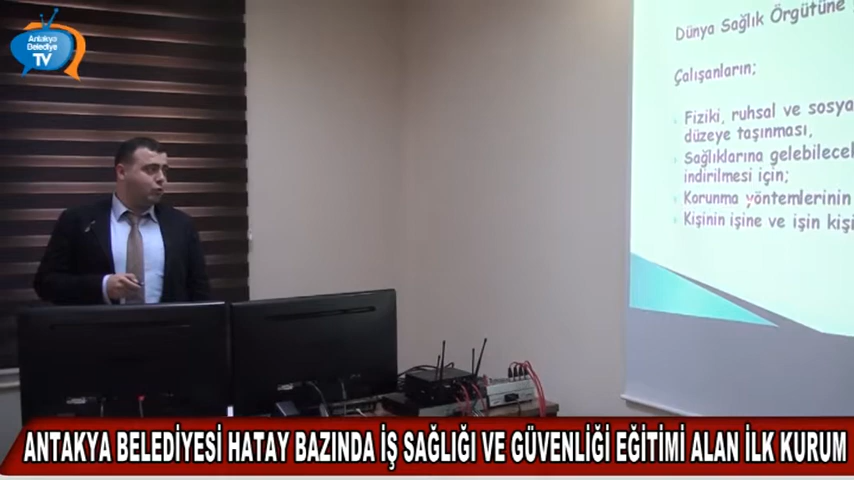 Antakya
Belediye
TV
Dünya Sağlık Örgütüne
Çalışanların;
Fiziki, ruhsal ve sosya
düzeye taşınması,
Sağlıklarına gelebilecek
indirilmesi için;
Korunma yöntemlerinin
Kişinin işine ve işin kişi
ANTAKYA BELEDİYESİ HATAY BAZINDA İŞ SAĞLIĞI VE GÜVENLİĞİ EĞİTİMİ ALAN İLK KURUM